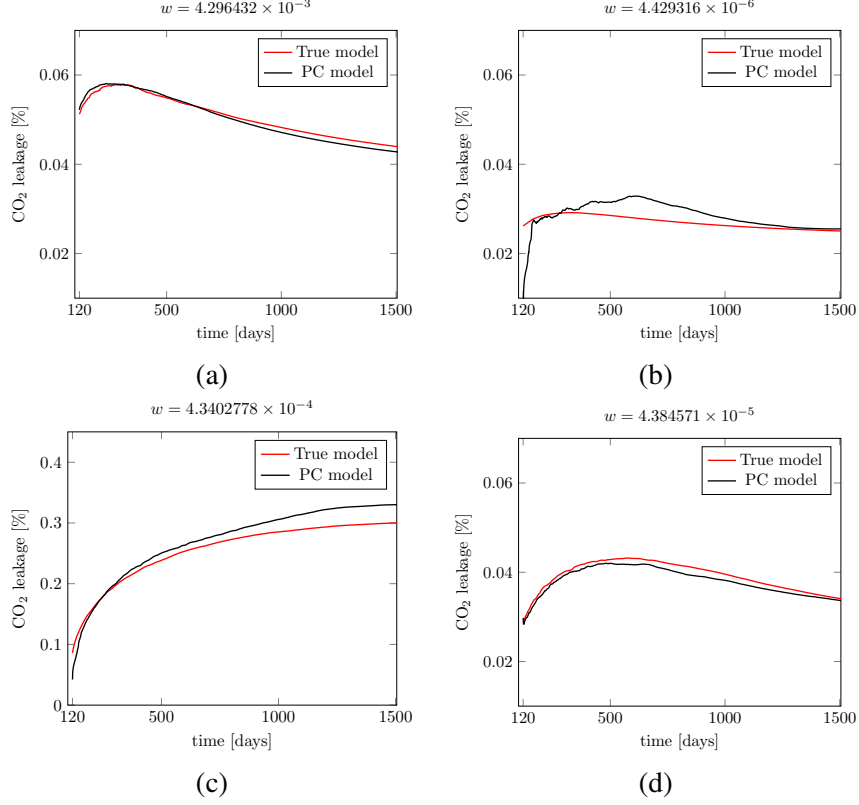 w = 4.296432 × 10⁻³
True model
PC model
0.06
0.04
0.02
CO₂ leakage [%]
120 500 1000 1500
time [days]
(a)
w = 4.429316 × 10⁻⁶
True model
PC model
0.06
0.04
0.02
CO₂ leakage [%]
120 500 1000 1500
time [days]
(b)
w = 4.3402778 × 10⁻⁴
True model
PC model
0.4
0.3
0.2
0.1
0
CO₂ leakage [%]
120 500 1000 1500
time [days]
(c)
w = 4.384571 × 10⁻⁵
True model
PC model
0.06
0.04
0.02
CO₂ leakage [%]
120 500 1000 1500
time [days]
(d)